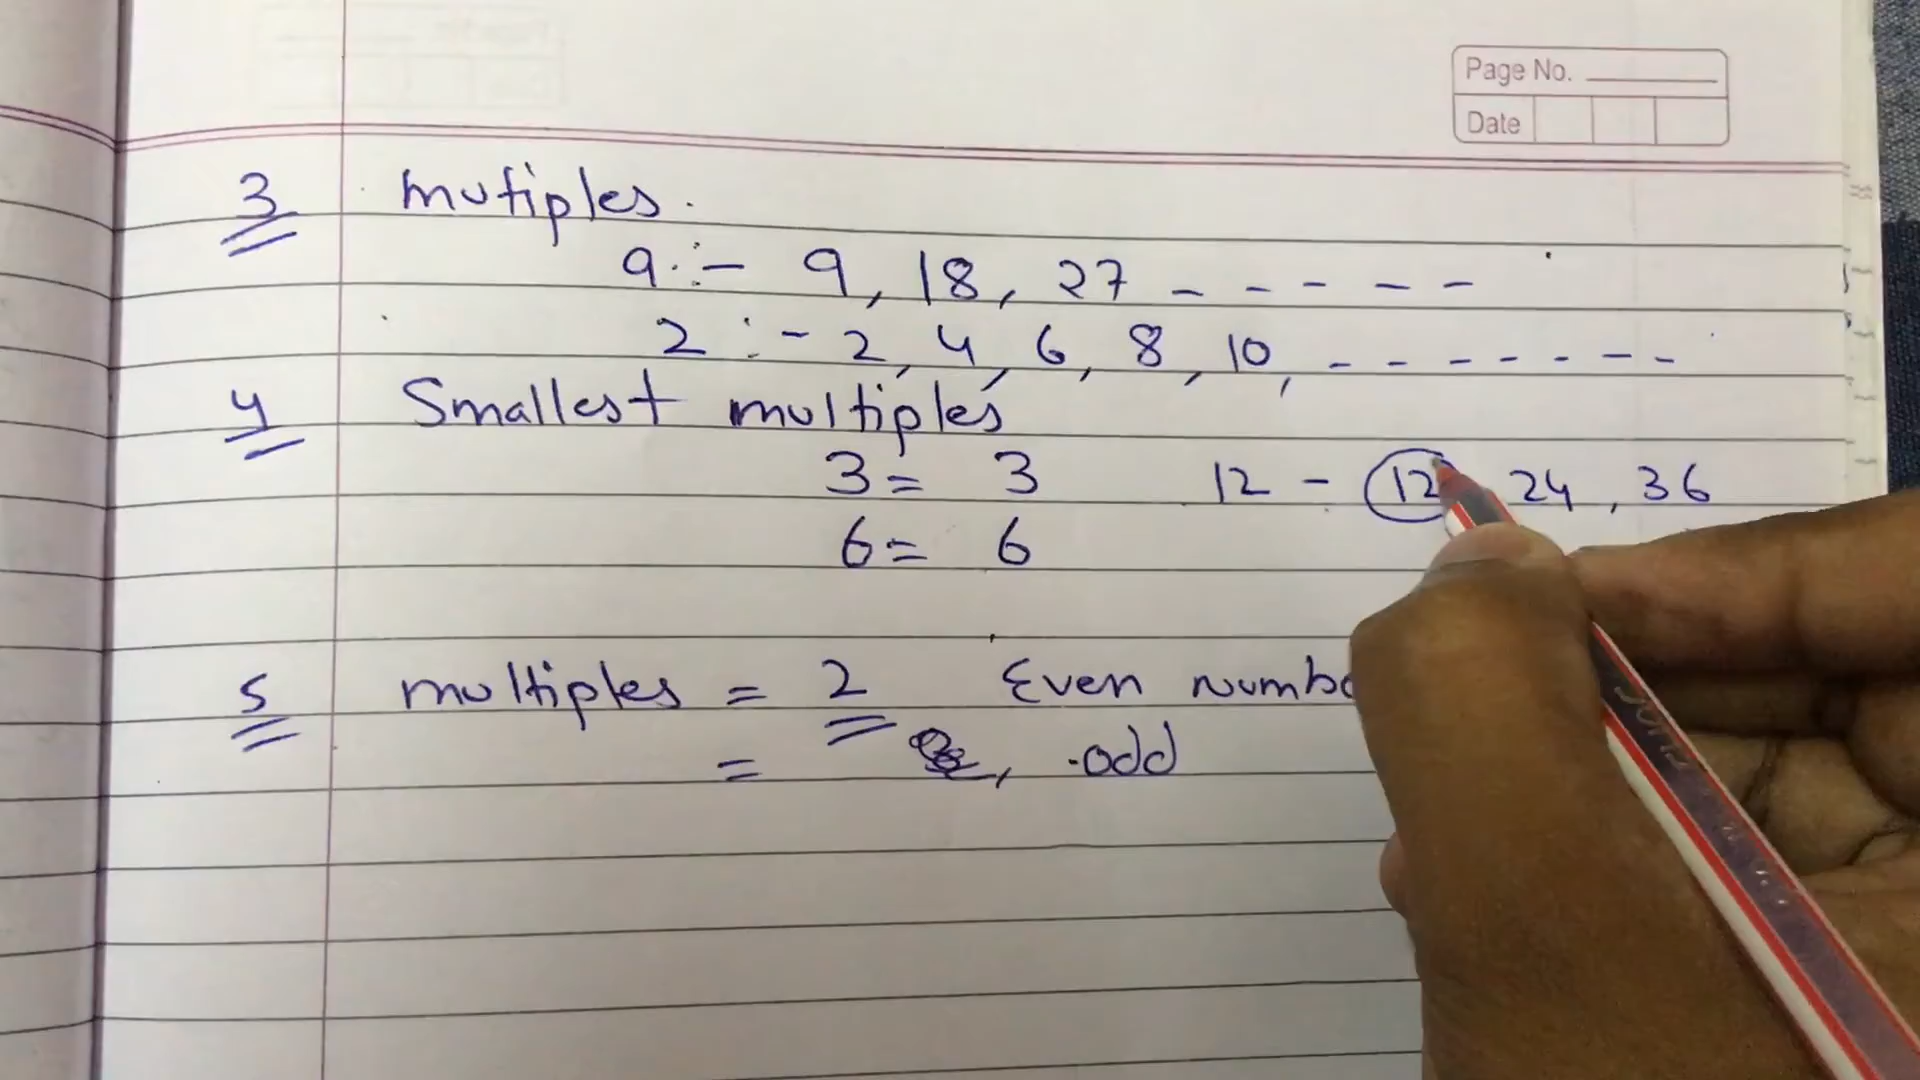 Page No.
Date
3 mutiples.
9 :- 9, 18, 27 - - - - -
2 :- 2, 4, 6, 8, 10, - - - - - - -
4 Smallest multiples
3 = 3 12 - 12 24, 36
6 = 6
5 multiples = 2 Even
= , odd